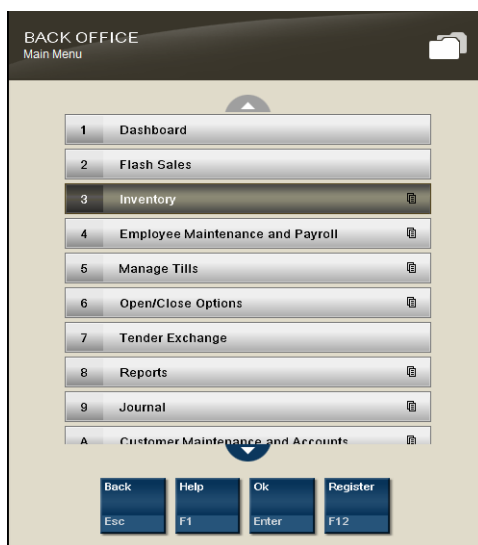 BACK OFFICE
Main Menu
1 Dashboard
2 Flash Sales
3 Inventory
4 Employee Maintenance and Payroll
5 Manage Tills
6 Open/Close Options
7 Tender Exchange
8 Reports
9 Journal
A Customer Maintenance and Accounts
Back Help Ok Register
Esc F1 Enter F12